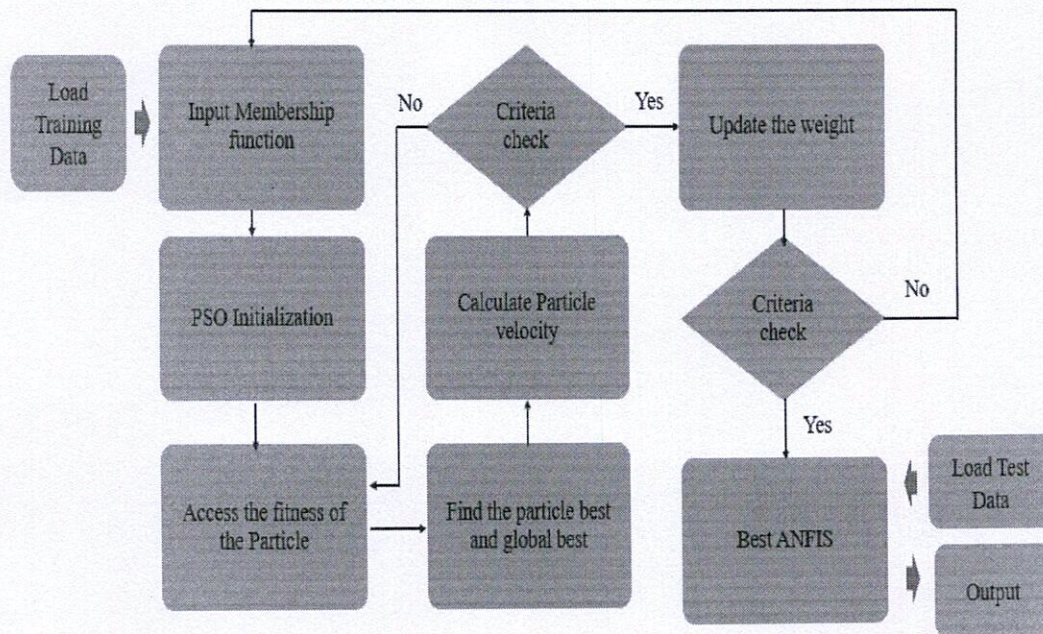 Load
Training
Data
Input Membership
function
PSO Initialization
Access the fitness of
the Particle
Find the particle best
and global best
Calculate Particle
velocity
Criteria
check
No
Yes
Update the weight
Criteria
check
No
Yes
Best ANFIS
Load Test
Data
Output